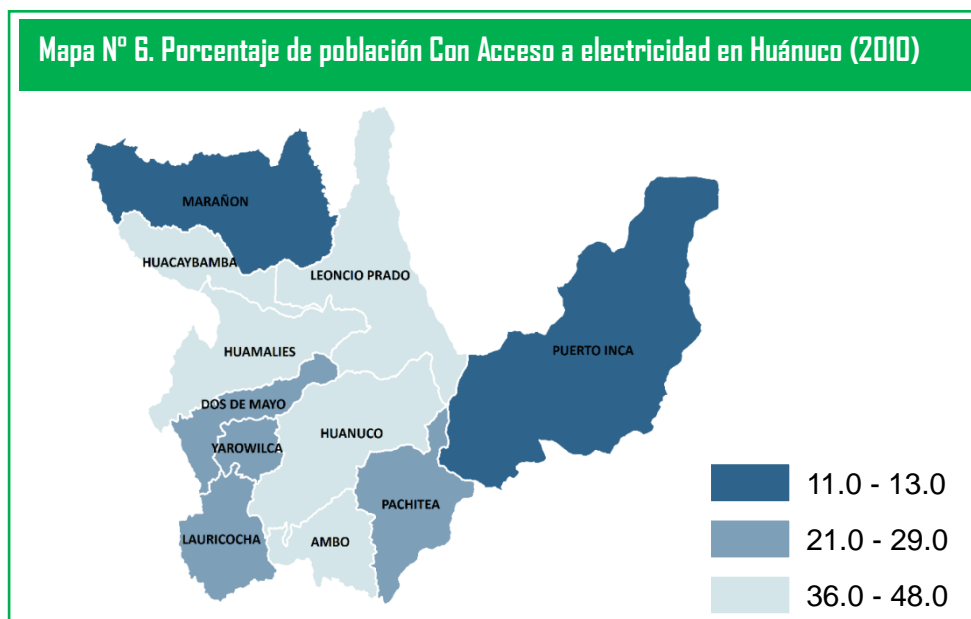 Mapa N° 6. Porcentaje de población Con Acceso a electricidad en Huánuco (2010)
MARAÑON
HUACAYBAMBA
LEONCIO PRADO
HUAMALIES
PUERTO INCA
DOS DE MAYO
HUANUCO
YAROWILCA
PACHITEA
LAURICOCHA
AMBO
11.0 - 13.0
21.0 - 29.0
36.0 - 48.0